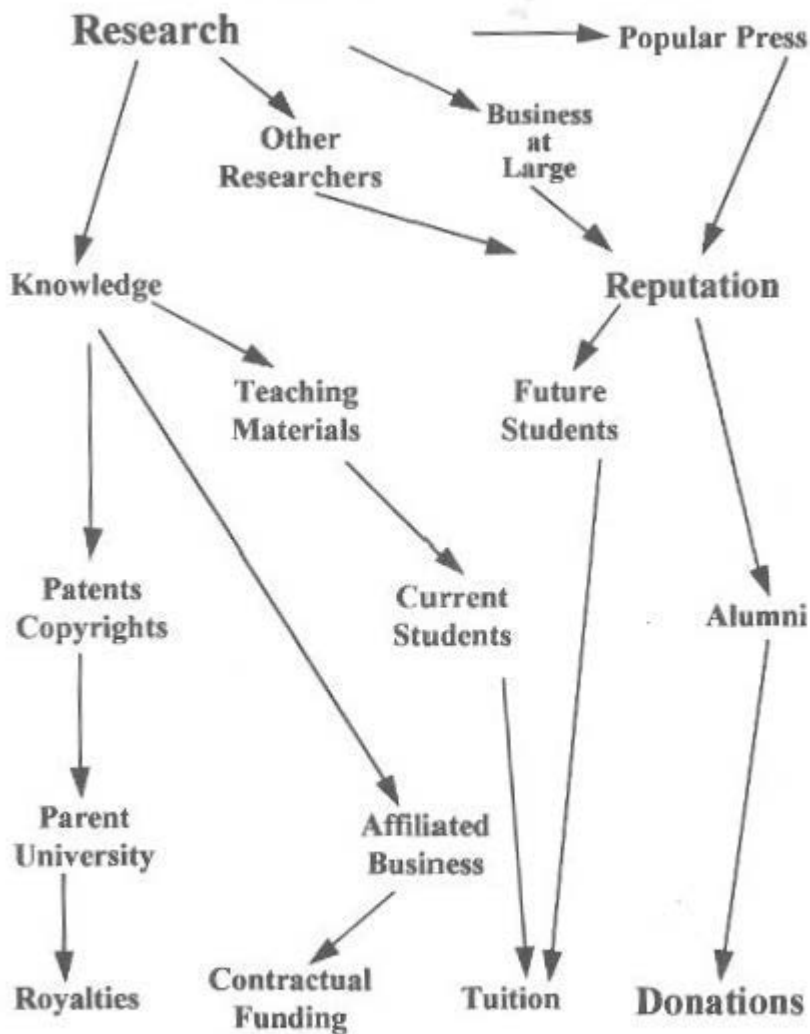 Research
Popular Press
Business
at
Large
Other
Researchers
Knowledge
Reputation
Teaching
Materials
Future
Students
Patents
Copyrights
Current
Students
Alumni
Parent
University
Affiliated
Business
Royalties
Contractual
Funding
Tuition
Donations